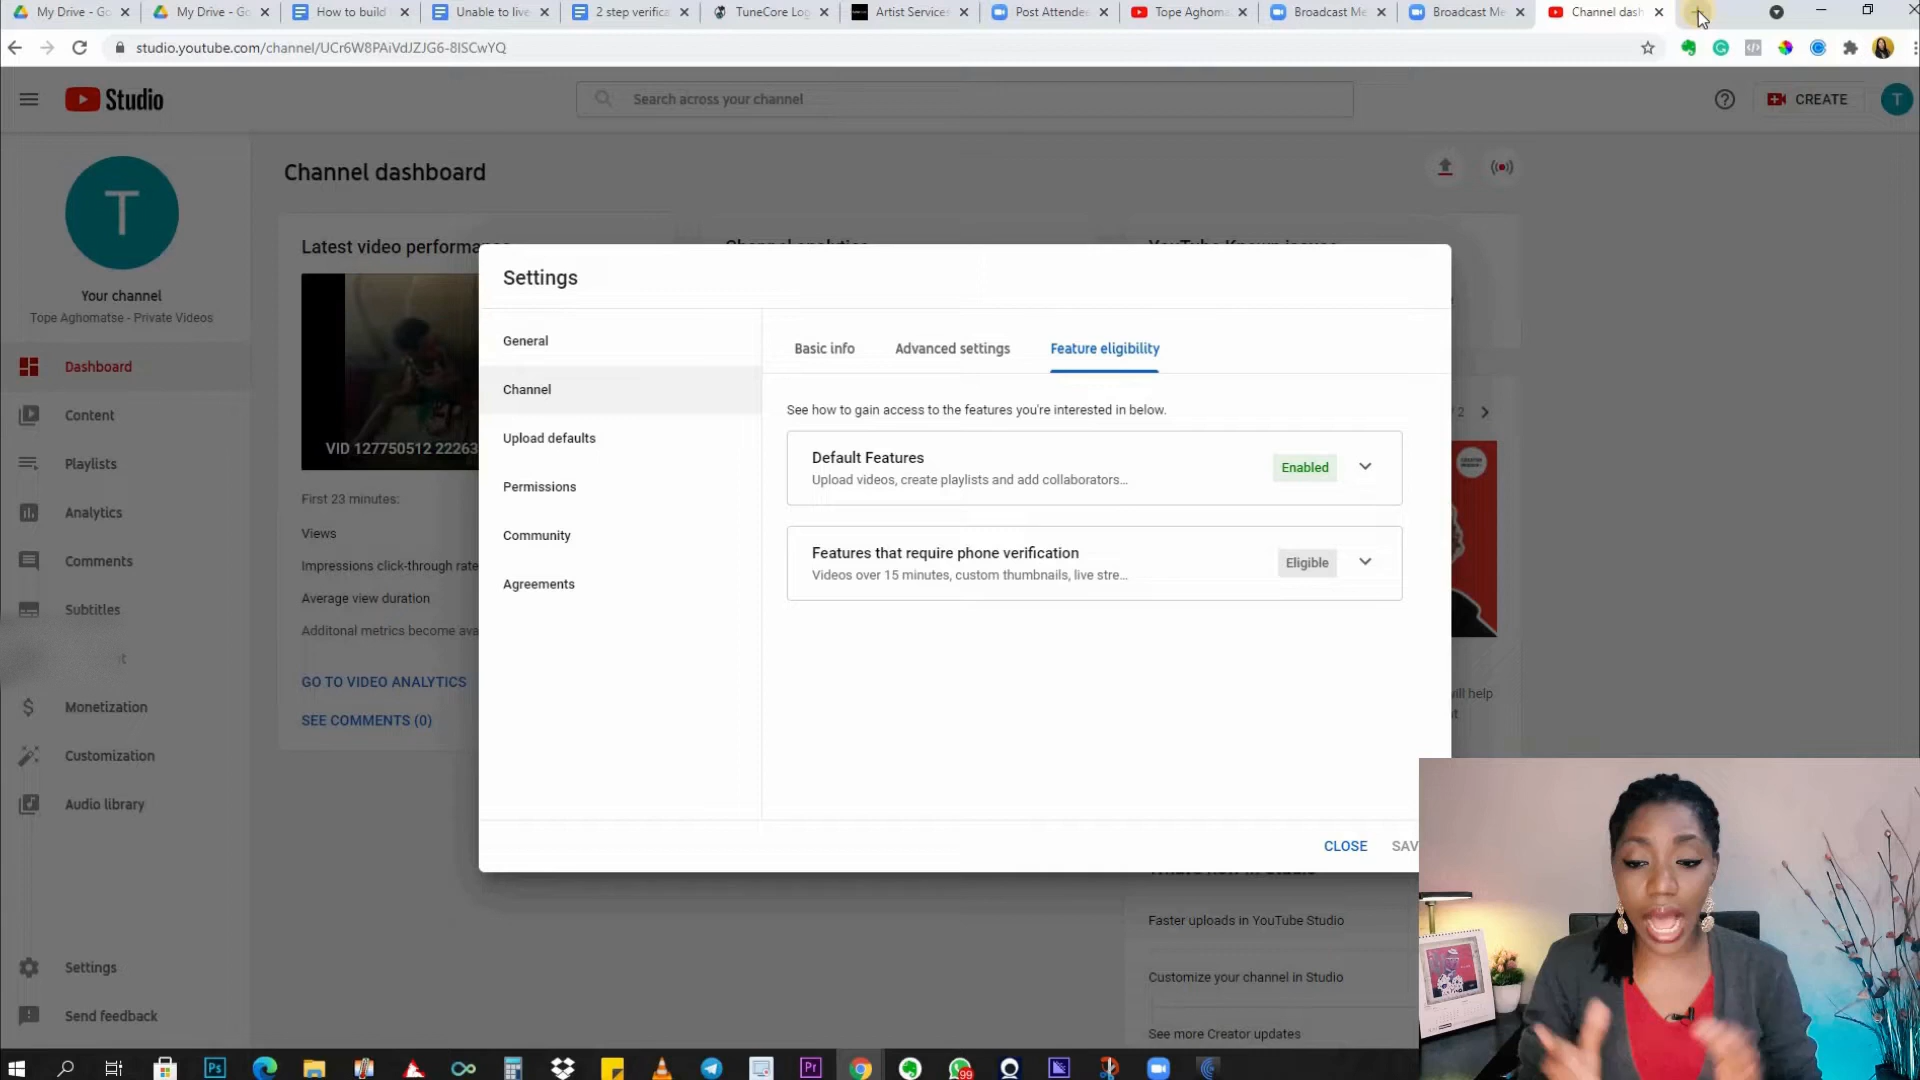 My Drive - Go
My Drive - Go
How to build
Unable to live
2 step verifica
TuneCore Log
Artist Services
Post Attendee
Tope Aghomat
Broadcast Me
Broadcast Me
Channel dash
studio.youtube.com/channel/UCr6W8PAiVdJZJG6-8ISCwYQ
Studio
Search across your channel
CREATE
T
T
Your channel
Tope Aghomatse - Private Videos
Dashboard
Content
Playlists
Analytics
Comments
Subtitles
Monetization
Customization
Audio library
Settings
Send feedback
Channel dashboard
Latest video performance
VID 127750512 22263
First 23 minutes:
Views
Impressions click-through rate
Average view duration
Additonal metrics become ava
GO TO VIDEO ANALYTICS
SEE COMMENTS (0)
Channel analytics
YouTube Known issues
2
Settings
General
Channel
Upload defaults
Permissions
Community
Agreements
Basic info
Advanced settings
Feature eligibility
See how to gain access to the features you're interested in below.
Default Features
Upload videos, create playlists and add collaborators...
Enabled
Features that require phone verification
Videos over 15 minutes, custom thumbnails, live stre...
Eligible
CLOSE
SAV
will help
What's new in Studio
Faster uploads in YouTube Studio
Customize your channel in Studio
See more Creator updates
Ps
Pr
99